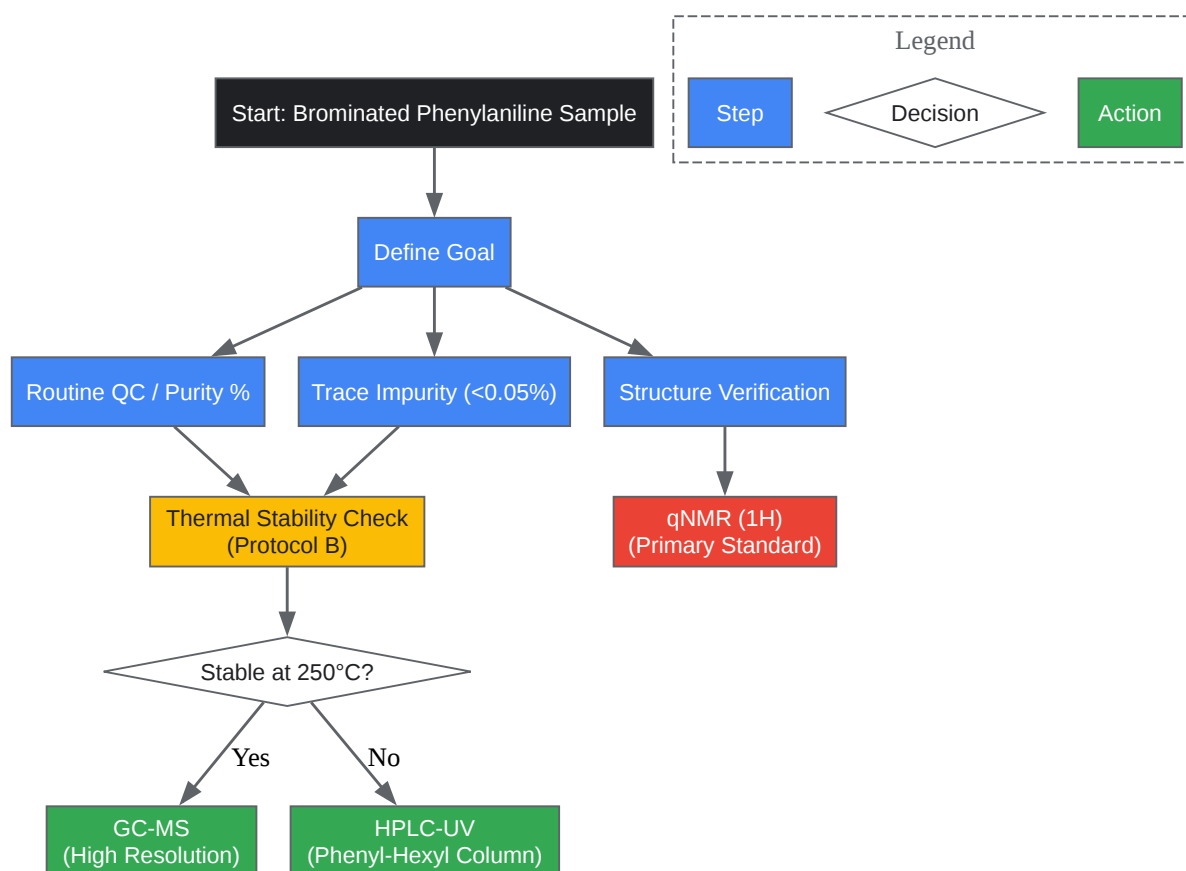 Legend
Start: Brominated Phenylaniline Sample
Step
Decision
Action
Define Goal
Routine QC / Purity %
Trace Impurity (<0.05%)
Structure Verification
Thermal Stability Check
(Protocol B)
qNMR (1H)
(Primary Standard)
Stable at 250°C?
Yes
No
GC-MS
(High Resolution)
HPLC-UV
(Phenyl-Hexyl Column)